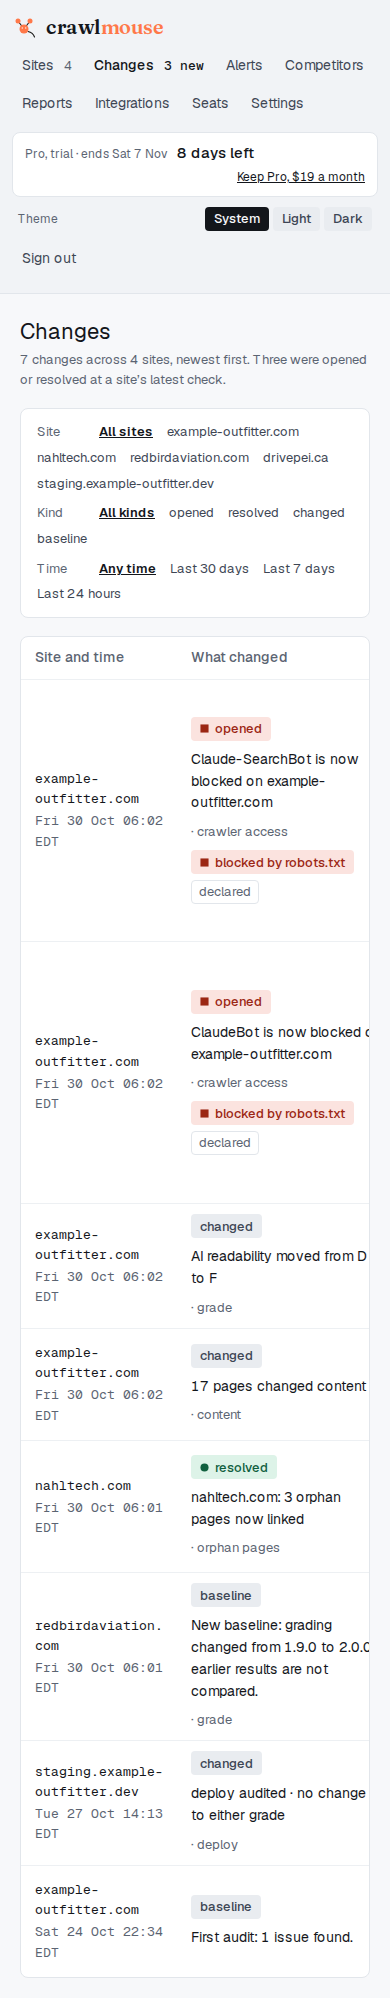 crawlmouse
Sites 4 Changes 3 new Alerts Competitors
Reports Integrations Seats Settings
Pro, trial · ends Sat 7 Nov 8 days left
Keep Pro, $19 a month
Theme System Light Dark
Sign out
Changes
7 changes across 4 sites, newest first. Three were opened
or resolved at a site's latest check.
Site All sites example-outfitter.com
nahltech.com redbirdaviation.com drivepei.ca
staging.example-outfitter.dev
Kind All kinds opened resolved changed
baseline
Time Any time Last 30 days Last 7 days
Last 24 hours
Site and time What changed
example-
outfitter.com
Fri 30 Oct 06:02
EDT
opened
Claude-SearchBot is now
blocked on example-
outfitter.com
· crawler access
blocked by robots.txt
declared
example-
outfitter.com
Fri 30 Oct 06:02
EDT
opened
ClaudeBot is now blocked
example-outfitter.com
· crawler access
blocked by robots.txt
declared
example-
outfitter.com
Fri 30 Oct 06:02
EDT
changed
AI readability moved from D
to F
· grade
example-
outfitter.com
Fri 30 Oct 06:02
EDT
changed
17 pages changed content
· content
nahltech.com
Fri 30 Oct 06:01
EDT
resolved
nahltech.com: 3 orphan
pages now linked
· orphan pages
redbirdaviation.
com
Fri 30 Oct 06:01
EDT
baseline
New baseline: grading
changed from 1.9.0 to 2.0.0
earlier results are not
compared.
· grade
staging.example-
outfitter.dev
Tue 27 Oct 14:13
EDT
changed
deploy audited · no change
to either grade
· deploy
example-
outfitter.com
Sat 24 Oct 22:34
EDT
baseline
First audit: 1 issue found.